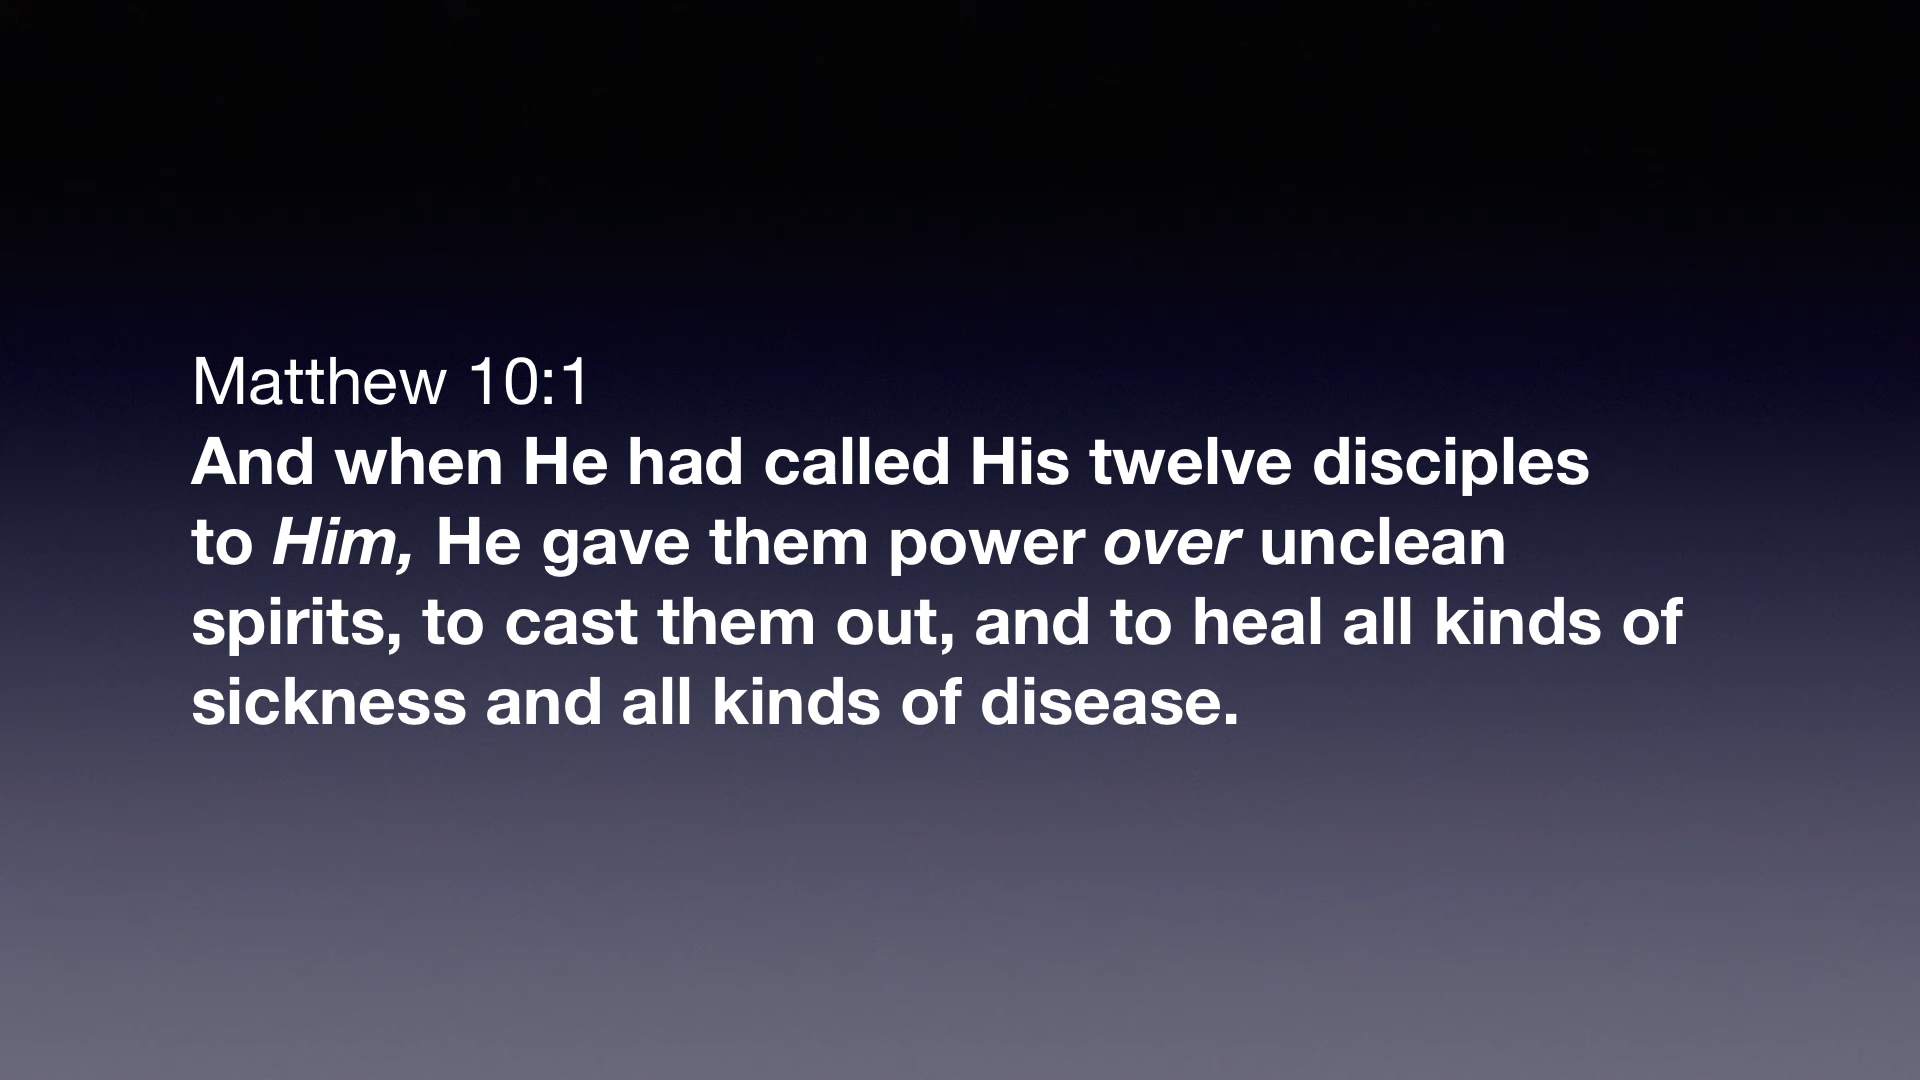 Matthew 10:1
And when He had called His twelve disciples
to Him, He gave them power over unclean
spirits, to cast them out, and to heal all kinds of
sickness and all kinds of disease.